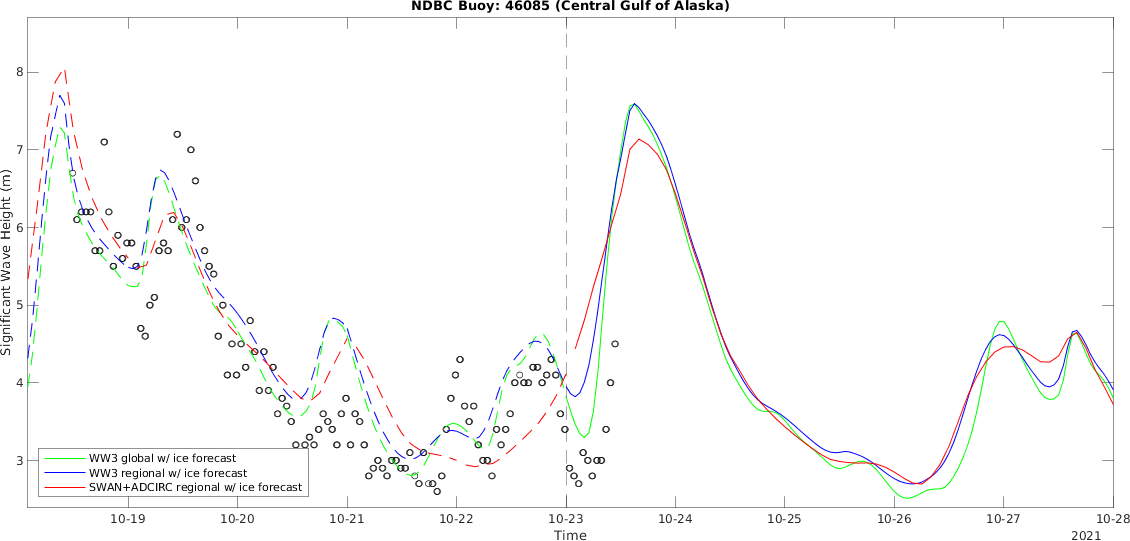 NDBC Buoy: 46085 (Central Gulf of Alaska)
Significant Wave Height (m)
8
7
6
5
4
3
WW3 global w/ ice forecast
WW3 regional w/ ice forecast
SWAN+ADCIRC regional w/ ice forecast
10-19 10-20 10-21 10-22 10-23 10-24 10-25 10-26 10-27 10-28
Time
2021